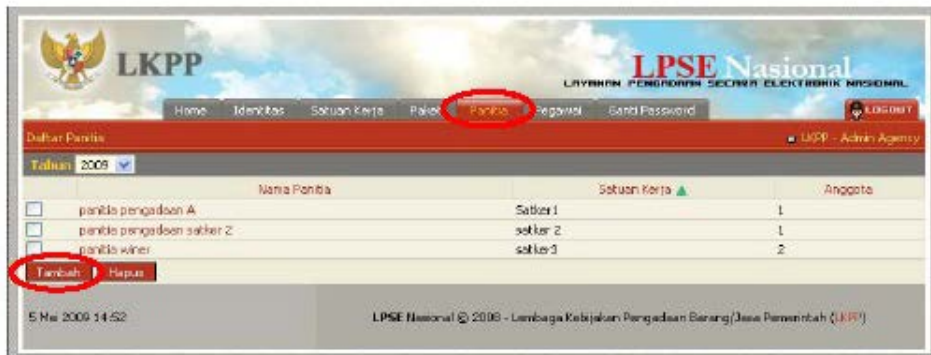 LKPP
LPSE Nasional
LAYANAN PENGADAAN SECARA ELEKTRONIK NASIONAL
Home Identitas Satuan Kerja Paket Panitia Pegawai Ganti Password LOGOUT
Daftar Panitia LKPP - Admin Agency
Tahun 2009
Nama Panitia Satuan Kerja Anggota
panitia pengadaan A Satker1 1
panitia pengadaan satker 2 satker 2 1
panitia winer satker3 2
Tambah Hapus
5 Mei 2009 14:52 LPSE Nasional © 2008 - Lembaga Kebijakan Pengadaan Barang/Jasa Pemerintah (LKPP)